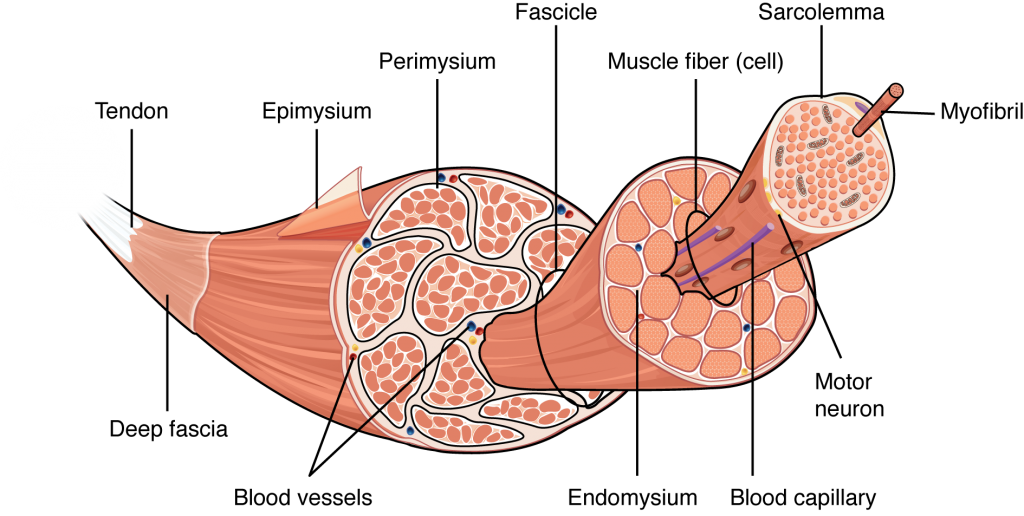 Fascicle
Sarcolemma
Perimysium
Muscle fiber (cell)
Tendon
Epimysium
Myofibril
Motor
neuron
Deep fascia
Blood vessels
Endomysium
Blood capillary